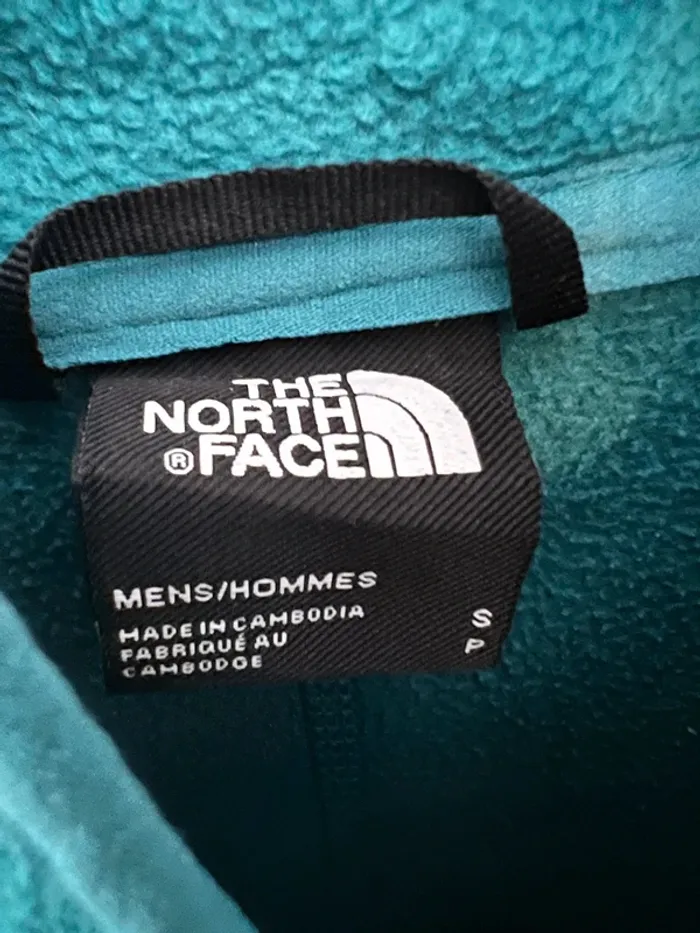 THE
NORTH
® FACE
MENS/HOMMES
MADE IN CAMBODIA
FABRIQUÉ AU
CAMBODGE
S
P